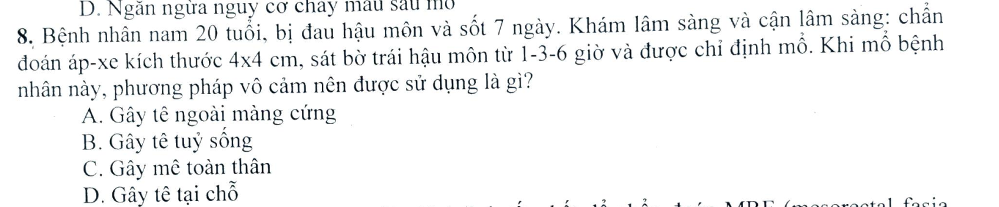 D. Ngăn ngừa nguy cơ chảy máu sau mổ
8. Bệnh nhân nam 20 tuổi, bị đau hậu môn và sốt 7 ngày. Khám lâm sàng và cận lâm sàng: chẩn
đoán áp-xe kích thước 4x4 cm, sát bờ trái hậu môn từ 1-3-6 giờ và được chỉ định mổ. Khi mổ bệnh
nhân này, phương pháp vô cảm nên được sử dụng là gì?
A. Gây tê ngoài màng cứng
B. Gây tê tuỷ sống
C. Gây mê toàn thân
D. Gây tê tại chỗ
MRF (mesorectal fasia